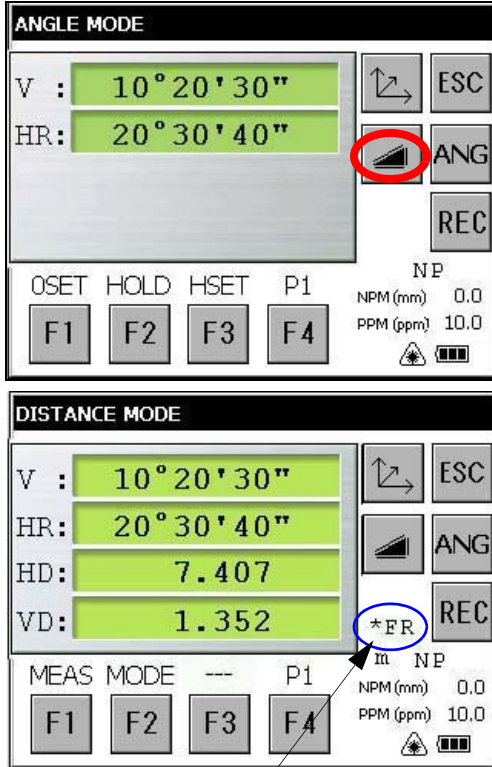 ANGLE MODE
V : 10°20'30" ESC
HR: 20°30'40" ANG
REC
NP
0SET HOLD HSET P1 NPM (mm) 0.0
F1 F2 F3 F4 PPM (ppm) 10.0
DISTANCE MODE
V : 10°20'30" ESC
HR: 20°30'40" ANG
HD: 7.407
VD: 1.352 *FR REC
m NP
MEAS MODE --- P1 NPM (mm) 0.0
F1 F2 F3 F4 PPM (ppm) 10.0